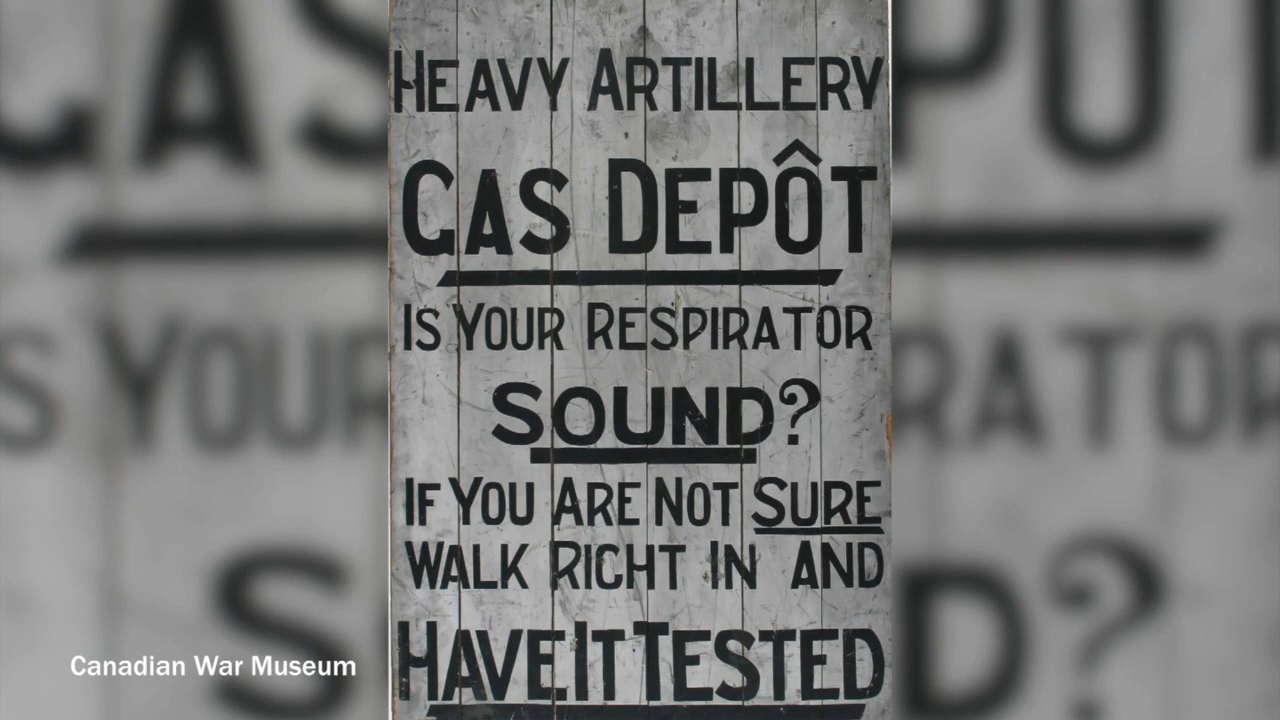 HEAVY ARTILLERY
GAS DEPÔT
IS YOUR RESPIRATOR
SOUND?
IF YOU ARE NOT SURE
WALK RIGHT IN AND
HAVE IT TESTED
Canadian War Museum